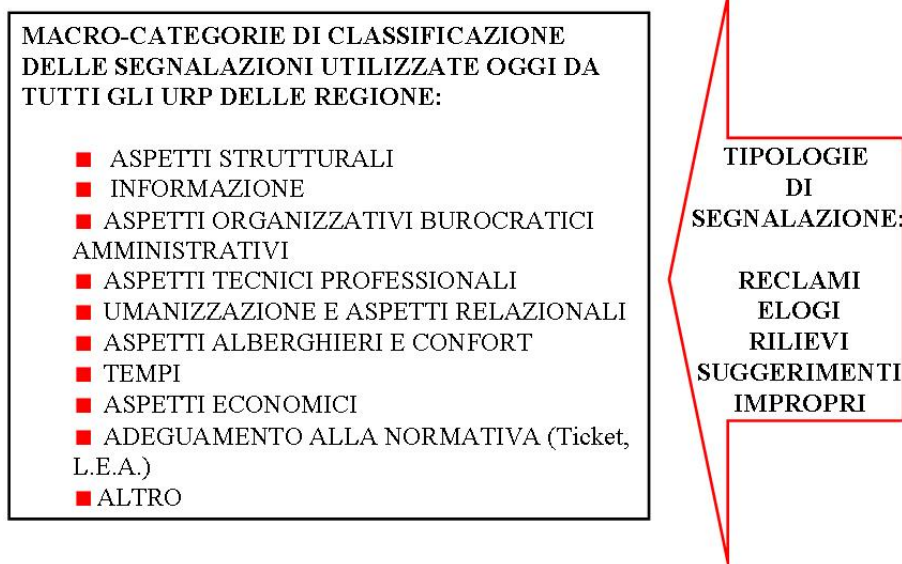 MACRO-CATEGORIE DI CLASSIFICAZIONE
DELLE SEGNALAZIONI UTILIZZATE OGGI DA
TUTTI GLI URP DELLE REGIONE:
ASPETTI STRUTTURALI
INFORMAZIONE
ASPETTI ORGANIZZATIVI BUROCRATICI
AMMINISTRATIVI
ASPETTI TECNICI PROFESSIONALI
UMANIZZAZIONE E ASPETTI RELAZIONALI
ASPETTI ALBERGHIERI E CONFORT
TEMPI
ASPETTI ECONOMICI
ADEGUAMENTO ALLA NORMATIVA (Ticket,
L.E.A.)
ALTRO
TIPOLOGIE
DI
SEGNALAZIONE:
RECLAMI
ELOGI
RILIEVI
SUGGERIMENTI
IMPROPRI